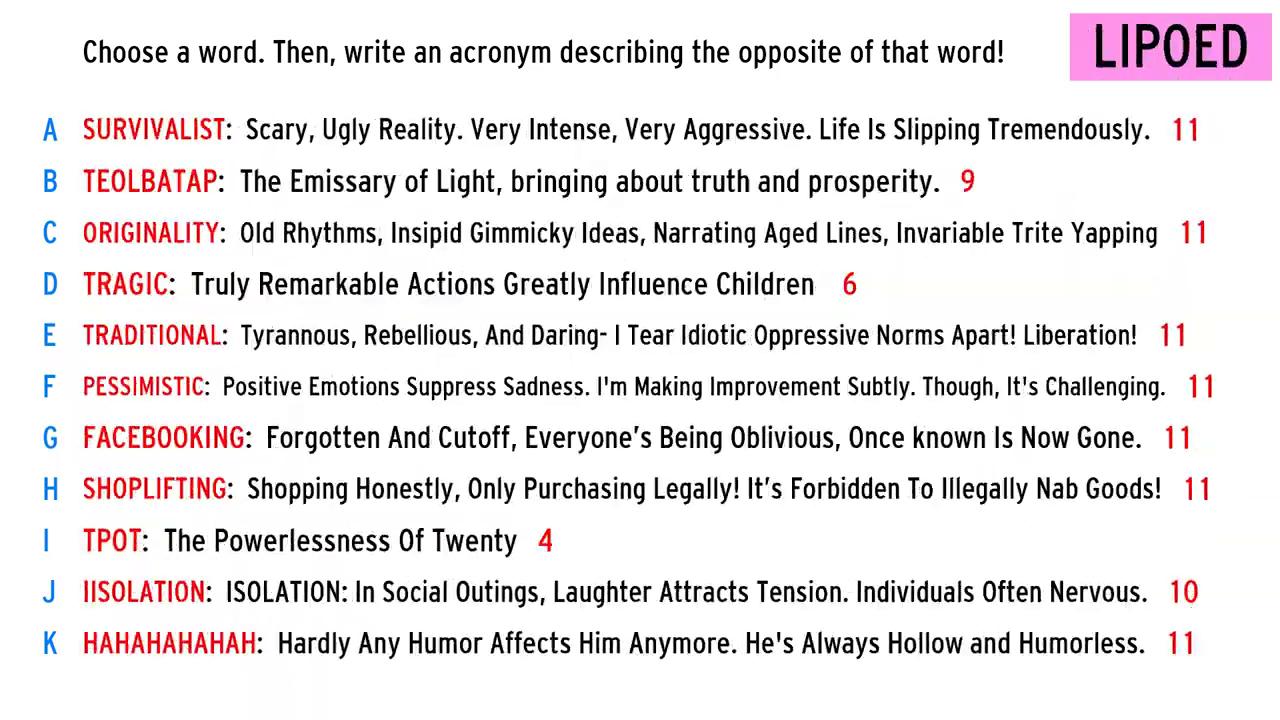 Choose a word. Then, write an acronym describing the opposite of that word!
LIPOED
A SURVIVALIST: Scary, Ugly Reality. Very Intense, Very Aggressive. Life Is Slipping Tremendously. 11
B TEOLBATAP: The Emissary of Light, bringing about truth and prosperity. 9
C ORIGINALITY: Old Rhythms, Insipid Gimmicky Ideas, Narrating Aged Lines, Invariable Trite Yapping 11
D TRAGIC: Truly Remarkable Actions Greatly Influence Children 6
E TRADITIONAL: Tyrannous, Rebellious, And Daring- I Tear Idiotic Oppressive Norms Apart! Liberation! 11
F PESSIMISTIC: Positive Emotions Suppress Sadness. I'm Making Improvement Subtly. Though, It's Challenging. 11
G FACEBOOKING: Forgotten And Cutoff, Everyone’s Being Oblivious, Once known Is Now Gone. 11
H SHOPLIFTING: Shopping Honestly, Only Purchasing Legally! It’s Forbidden To Illegally Nab Goods! 11
I TPOT: The Powerlessness Of Twenty 4
J IISOLATION: ISOLATION: In Social Outings, Laughter Attracts Tension. Individuals Often Nervous. 10
K HAHAHAHAHAH: Hardly Any Humor Affects Him Anymore. He's Always Hollow and Humorless. 11